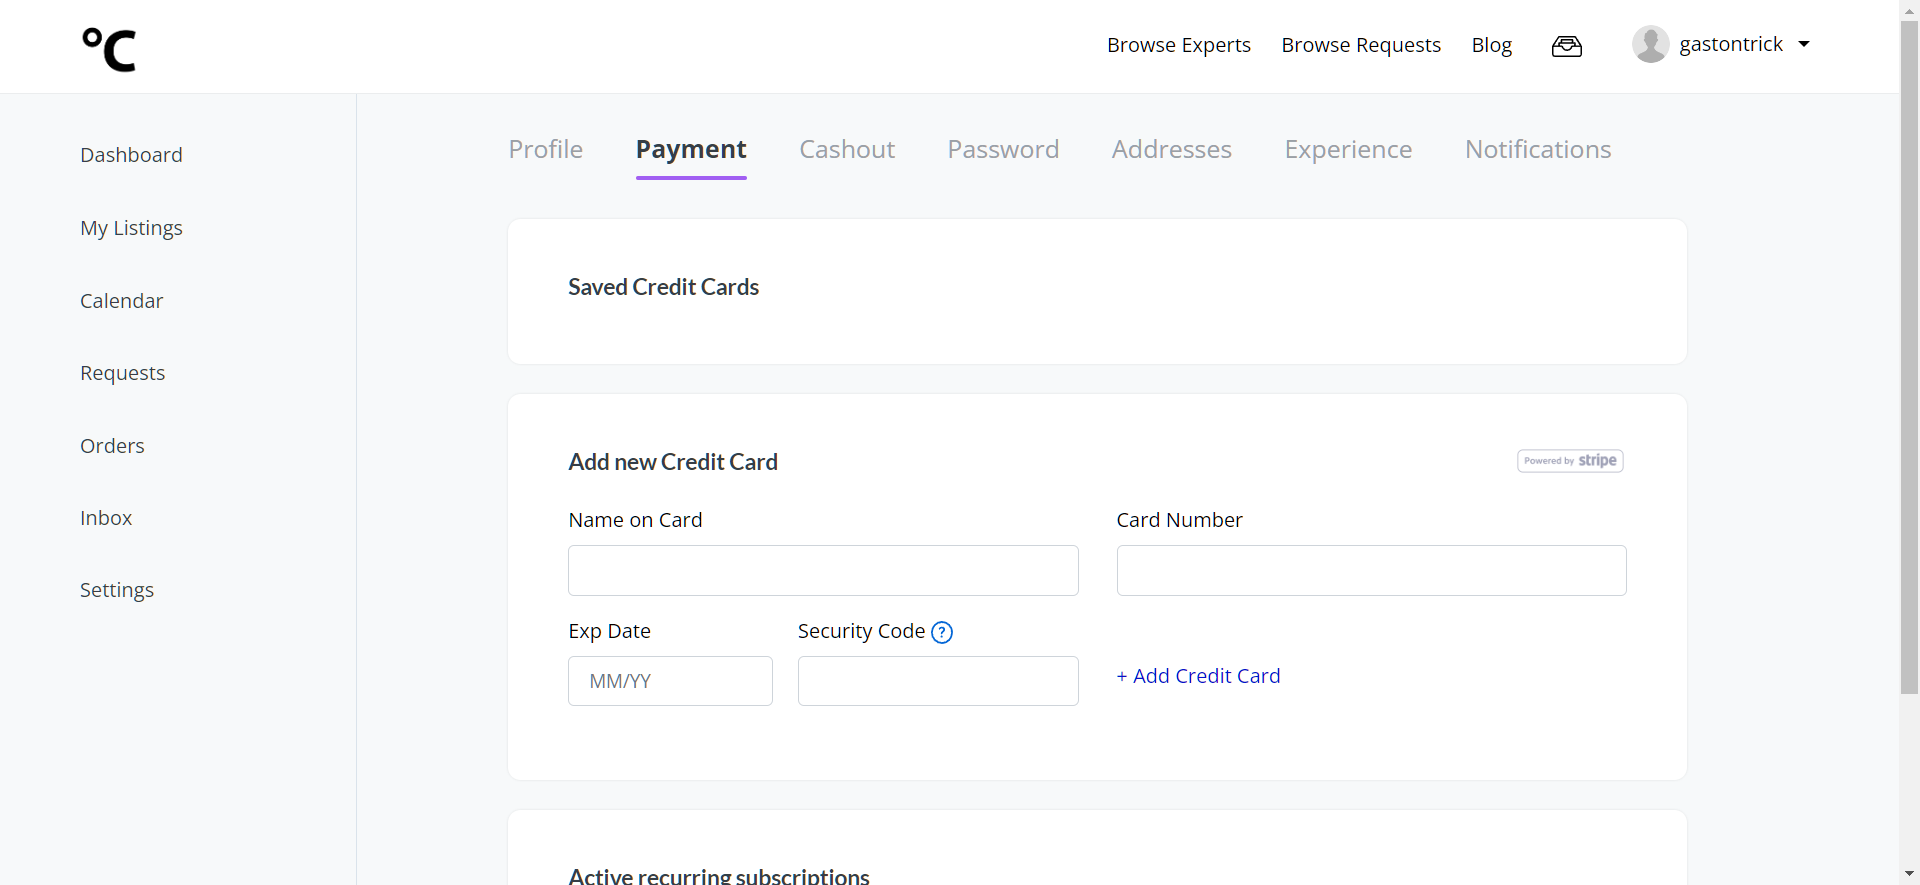 °C
Browse Experts Browse Requests Blog gastontrick
Dashboard
My Listings
Calendar
Requests
Orders
Inbox
Settings
Profile Payment Cashout Password Addresses Experience Notifications
Saved Credit Cards
Add new Credit Card
Powered by stripe
Name on Card
Card Number
Exp Date
Security Code ?
MM/YY
+ Add Credit Card
Active recurring subscriptions